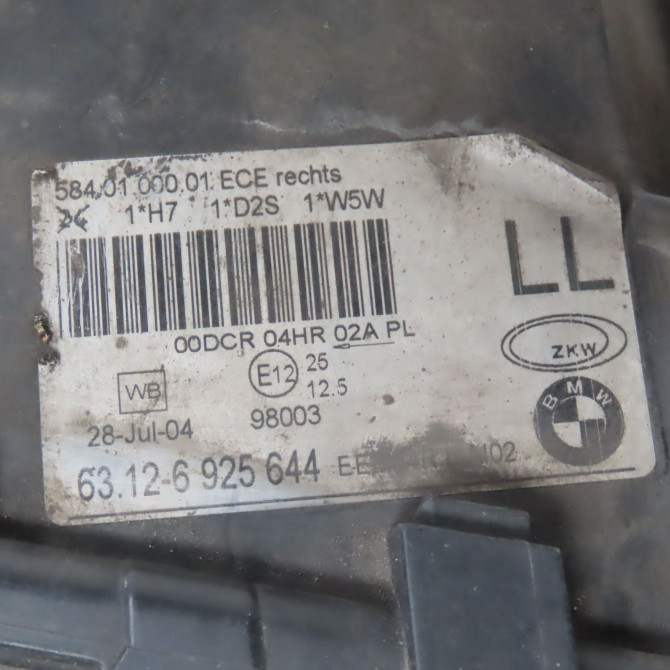 584.01.000.01 ECE rechts
1*H7 1*D2S 1*W5W
LL
00DCR 04HR 02A PL
ZKW
E12 25
12.5
WB
98003
28-Jul-04
BMW
63.12-6 925 644